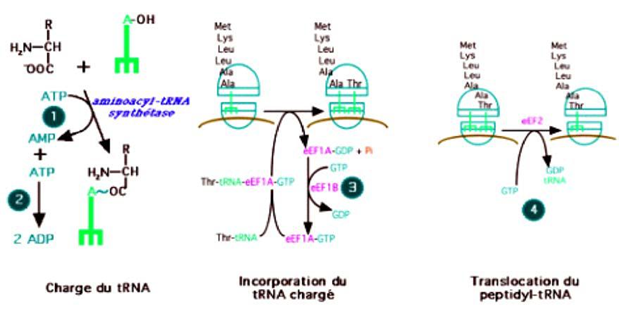 R
A-OH
H2N-CH
-OOC
+
ATP
aminoacyl-tRNA
synthétase
1
AMP
+
ATP
2
2 ADP
R
H2N-CH
A~OC
Charge du tRNA
Met
Lys
Leu
Leu
Ala
Ala
Met
Lys
Leu
Leu
Ala
Ala Thr
eEF1A-GDP + Pi
GTP
Thr-tRNA-eEF1A-GTP
eEF1B
3
GDP
Thr-tRNA
eEF1A-GTP
Incorporation du
tRNA chargé
Met
Lys
Leu
Leu
Ala
Ala
Thr
Met
Lys
Leu
Leu
Ala
Ala
Thr
eEF2
GDP
tRNA
GTP
4
Translocation du
peptidyl-tRNA